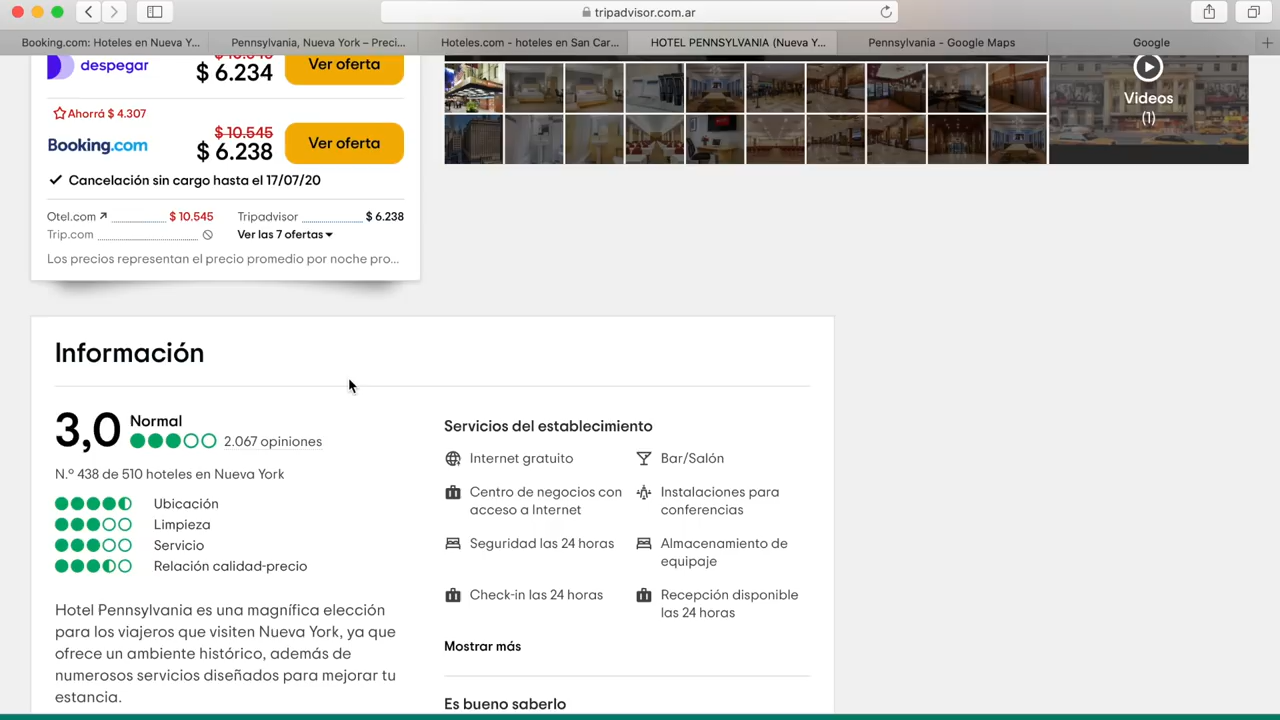 tripadvisor.com.ar
Booking.com: Hoteles en Nueva Y...
Pennsylvania, Nueva York – Preci...
Hoteles.com - hoteles en San Car...
HOTEL PENNSYLVANIA (Nueva Y...
Pennsylvania - Google Maps
Google
despegar
$ 6.234
Ver oferta
Ahorrá $ 4.307
Booking.com
$ 10.545
$ 6.238
Ver oferta
Cancelación sin cargo hasta el 17/07/20
Otel.com $ 10.545
Tripadvisor $ 6.238
Trip.com
Ver las 7 ofertas
Los precios representan el precio promedio por noche pro...
Videos
(1)
Información
3,0
Normal
2.067 opiniones
N.º 438 de 510 hoteles en Nueva York
Ubicación
Limpieza
Servicio
Relación calidad-precio
Hotel Pennsylvania es una magnífica elección
para los viajeros que visiten Nueva York, ya que
ofrece un ambiente histórico, además de
numerosos servicios diseñados para mejorar tu
estancia.
Servicios del establecimiento
Internet gratuito
Bar/Salón
Centro de negocios con
acceso a Internet
Instalaciones para
conferencias
Seguridad las 24 horas
Almacenamiento de
equipaje
Check-in las 24 horas
Recepción disponible
las 24 horas
Mostrar más
Es bueno saberlo